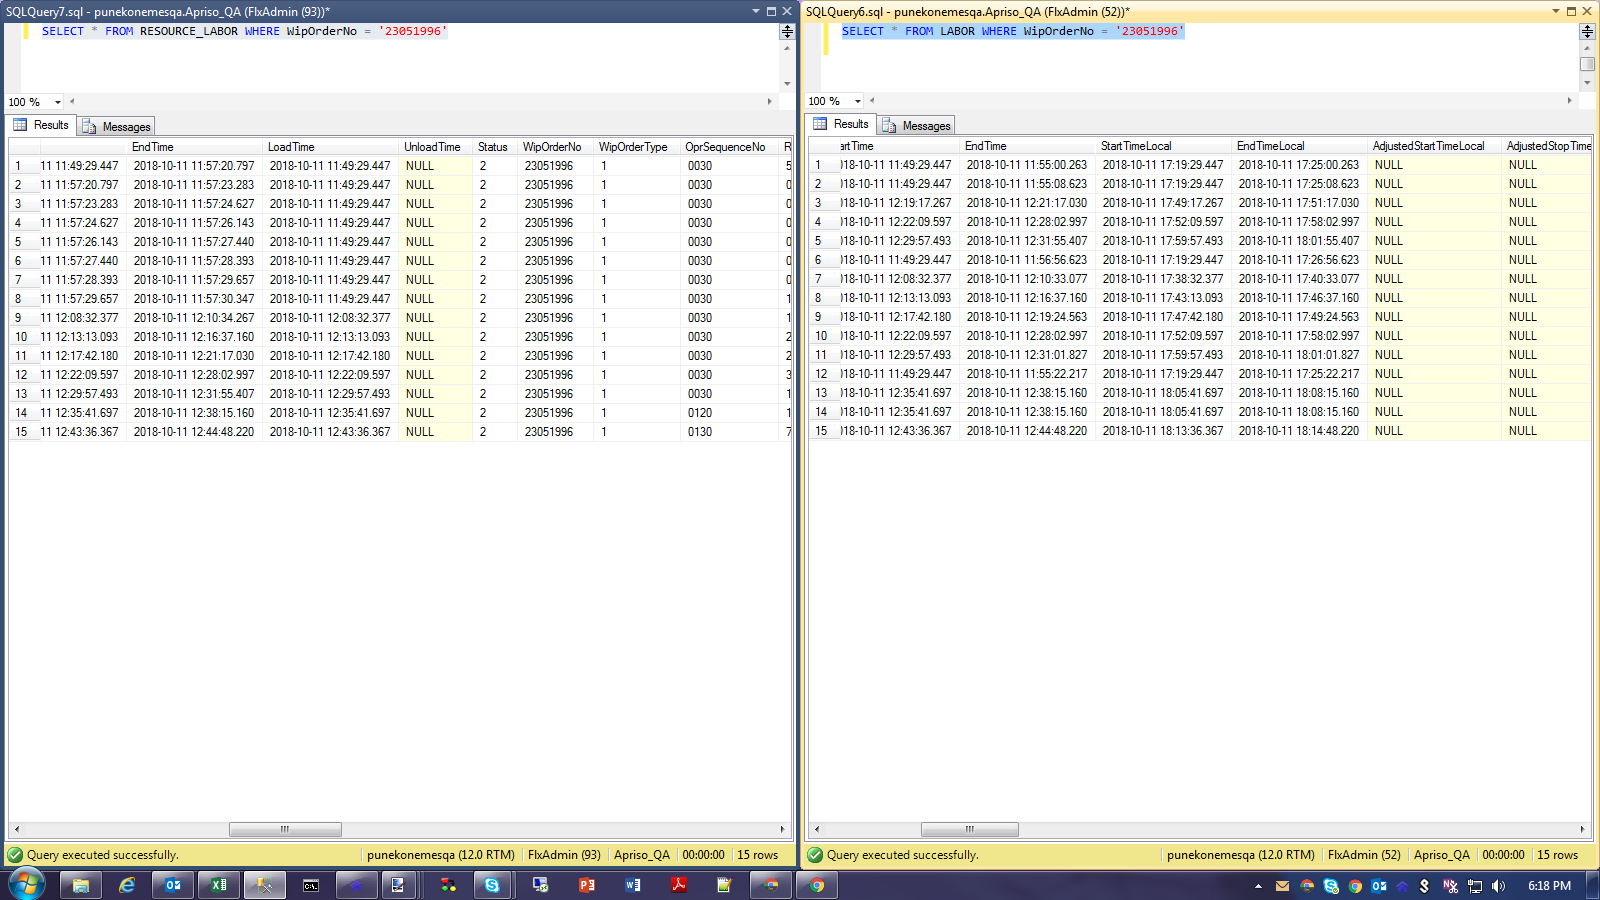 SQLQuery7.sql - punekonemesqa.Apriso_QA (FlxAdmin (93))*
SELECT * FROM RESOURCE_LABOR WHERE WipOrderNo = '23051996'
100 %
Results Messages
EndTime LoadTime UnloadTime Status WipOrderNo WipOrderType OprSequenceNo R
1 11 11:49:29.447 2018-10-11 11:57:20.797 2018-10-11 11:49:29.447 NULL 2 23051996 1 0030 5
2 11 11:57:20.797 2018-10-11 11:57:23.283 2018-10-11 11:49:29.447 NULL 2 23051996 1 0030 0
3 11 11:57:23.283 2018-10-11 11:57:24.627 2018-10-11 11:49:29.447 NULL 2 23051996 1 0030 0
4 11 11:57:24.627 2018-10-11 11:57:26.143 2018-10-11 11:49:29.447 NULL 2 23051996 1 0030 0
5 11 11:57:26.143 2018-10-11 11:57:27.440 2018-10-11 11:49:29.447 NULL 2 23051996 1 0030 0
6 11 11:57:27.440 2018-10-11 11:57:28.393 2018-10-11 11:49:29.447 NULL 2 23051996 1 0030 0
7 11 11:57:28.393 2018-10-11 11:57:29.657 2018-10-11 11:49:29.447 NULL 2 23051996 1 0030 0
8 11 11:57:29.657 2018-10-11 11:57:30.347 2018-10-11 11:49:29.447 NULL 2 23051996 1 0030 1
9 11 12:08:32.377 2018-10-11 12:10:34.267 2018-10-11 12:08:32.377 NULL 2 23051996 1 0030 1
10 11 12:13:13.093 2018-10-11 12:16:37.160 2018-10-11 12:13:13.093 NULL 2 23051996 1 0030 2
11 11 12:17:42.180 2018-10-11 12:21:17.030 2018-10-11 12:17:42.180 NULL 2 23051996 1 0030 2
12 11 12:22:09.597 2018-10-11 12:28:02.997 2018-10-11 12:22:09.597 NULL 2 23051996 1 0030 3
13 11 12:29:57.493 2018-10-11 12:31:55.407 2018-10-11 12:29:57.493 NULL 2 23051996 1 0030 1
14 11 12:35:41.697 2018-10-11 12:38:15.160 2018-10-11 12:35:41.697 NULL 2 23051996 1 0120 1
15 11 12:43:36.367 2018-10-11 12:44:48.220 2018-10-11 12:43:36.367 NULL 2 23051996 1 0130 7
Query executed successfully. punekonemesqa (12.0 RTM) FlxAdmin (93) Apriso_QA 00:00:00 15 rows
SQLQuery6.sql - punekonemesqa.Apriso_QA (FlxAdmin (52))*
SELECT * FROM LABOR WHERE WipOrderNo = '23051996'
100 %
Results Messages
artTime EndTime StartTimeLocal EndTimeLocal AdjustedStartTimeLocal AdjustedStopTime
1 018-10-11 11:49:29.447 2018-10-11 11:55:00.263 2018-10-11 17:19:29.447 2018-10-11 17:25:00.263 NULL NULL
2 018-10-11 11:49:29.447 2018-10-11 11:55:08.623 2018-10-11 17:19:29.447 2018-10-11 17:25:08.623 NULL NULL
3 018-10-11 12:19:17.267 2018-10-11 12:21:17.030 2018-10-11 17:49:17.267 2018-10-11 17:51:17.030 NULL NULL
4 018-10-11 12:22:09.597 2018-10-11 12:28:02.997 2018-10-11 17:52:09.597 2018-10-11 17:58:02.997 NULL NULL
5 018-10-11 12:29:57.493 2018-10-11 12:31:55.407 2018-10-11 17:59:57.493 2018-10-11 18:01:55.407 NULL NULL
6 018-10-11 11:49:29.447 2018-10-11 11:56:56.623 2018-10-11 17:19:29.447 2018-10-11 17:26:56.623 NULL NULL
7 018-10-11 12:08:32.377 2018-10-11 12:10:33.077 2018-10-11 17:38:32.377 2018-10-11 17:40:33.077 NULL NULL
8 018-10-11 12:13:13.093 2018-10-11 12:16:37.160 2018-10-11 17:43:13.093 2018-10-11 17:46:37.160 NULL NULL
9 018-10-11 12:17:42.180 2018-10-11 12:19:24.563 2018-10-11 17:47:42.180 2018-10-11 17:49:24.563 NULL NULL
10 018-10-11 12:22:09.597 2018-10-11 12:28:02.997 2018-10-11 17:52:09.597 2018-10-11 17:58:02.997 NULL NULL
11 018-10-11 12:29:57.493 2018-10-11 12:31:01.827 2018-10-11 17:59:57.493 2018-10-11 18:01:01.827 NULL NULL
12 018-10-11 11:49:29.447 2018-10-11 11:55:22.217 2018-10-11 17:19:29.447 2018-10-11 17:25:22.217 NULL NULL
13 018-10-11 12:35:41.697 2018-10-11 12:38:15.160 2018-10-11 18:05:41.697 2018-10-11 18:08:15.160 NULL NULL
14 018-10-11 12:35:41.697 2018-10-11 12:38:15.160 2018-10-11 18:05:41.697 2018-10-11 18:08:15.160 NULL NULL
15 018-10-11 12:43:36.367 2018-10-11 12:44:48.220 2018-10-11 18:13:36.367 2018-10-11 18:14:48.220 NULL NULL
Query executed successfully. punekonemesqa (12.0 RTM) FlxAdmin (52) Apriso_QA 00:00:00 15 rows
6:18 PM